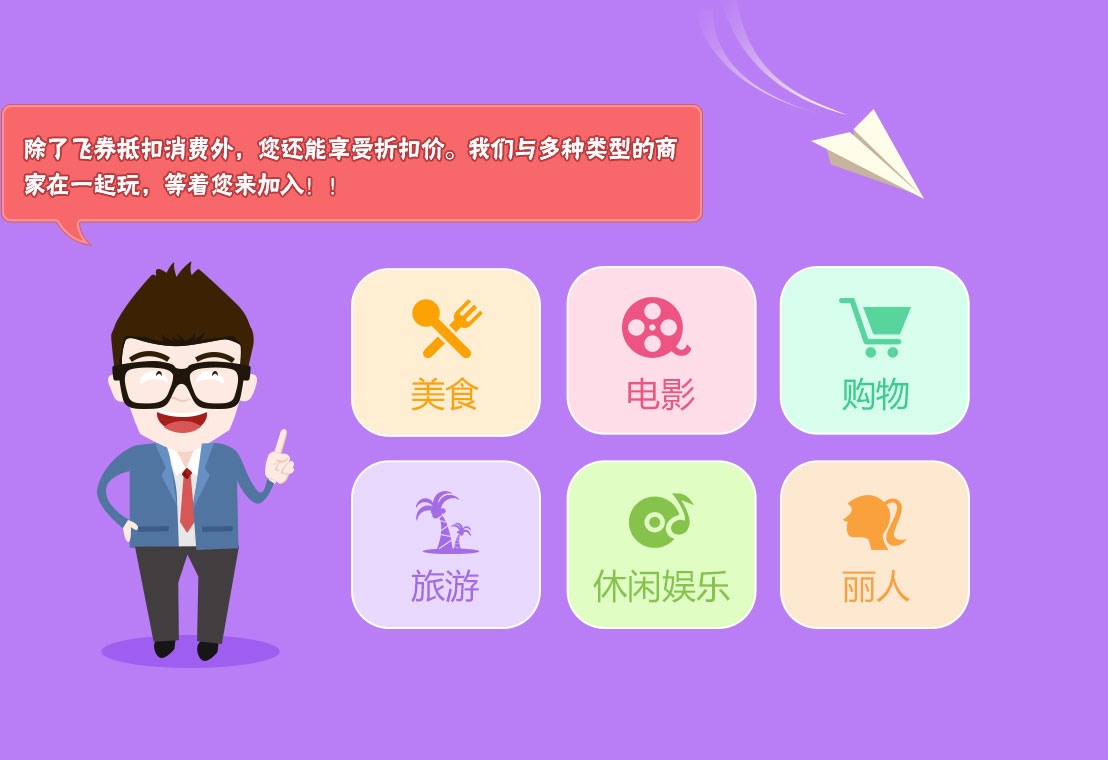 除了飞券抵扣消费外，您还能享受折扣价。我们与多种类型的商
家在一起玩，等着您来加入！！
美食
电影
购物
旅游
休闲娱乐
丽人